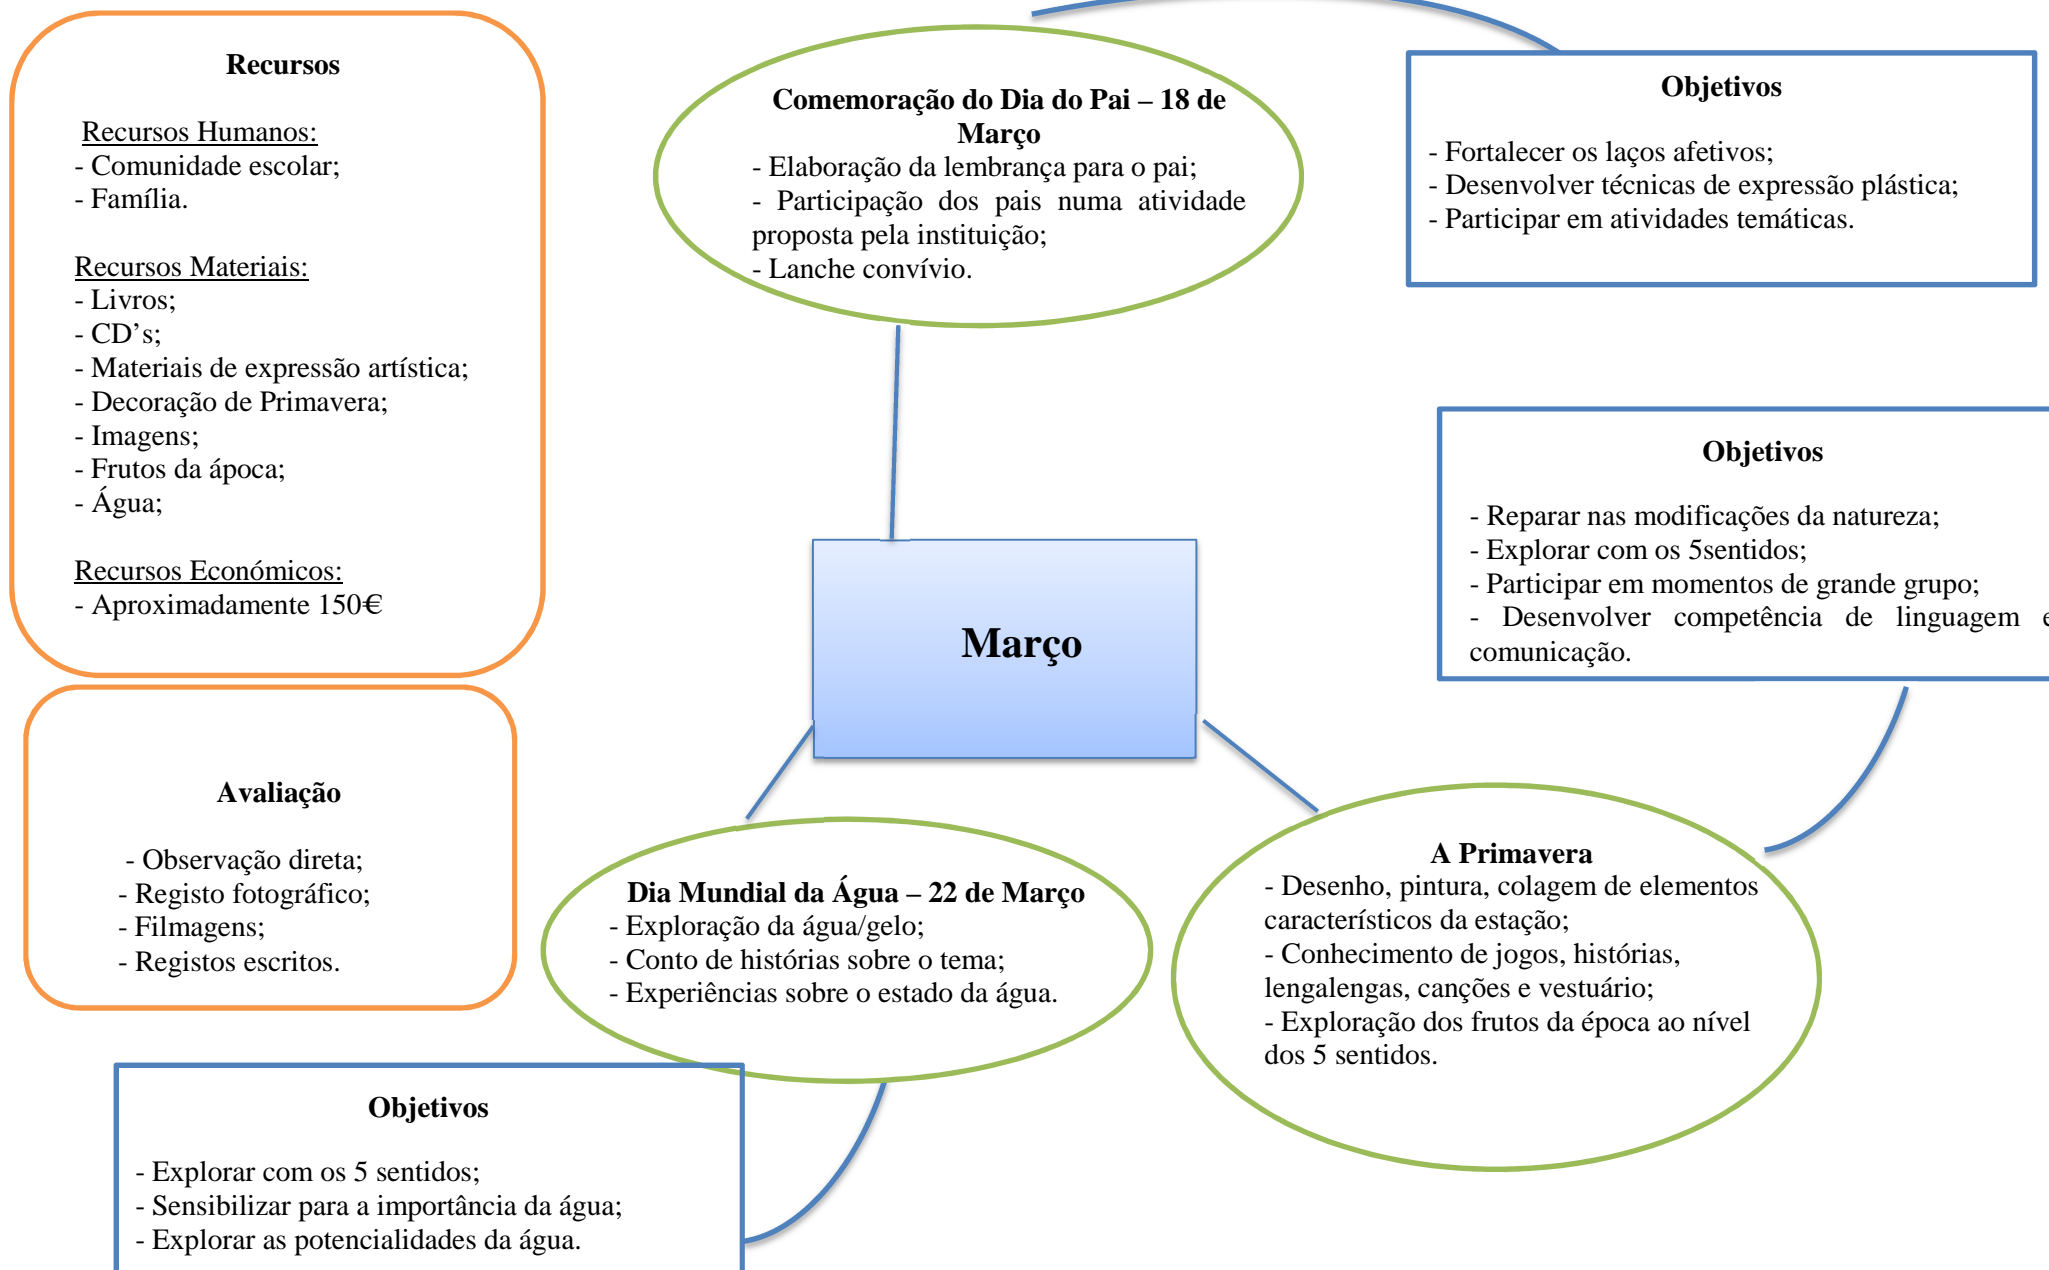 Recursos
Recursos Humanos:
- Comunidade escolar;
- Família.
Recursos Materiais:
- Livros;
- CD’s;
- Materiais de expressão artística;
- Decoração de Primavera;
- Imagens;
- Frutos da ápoca;
- Água;
Recursos Económicos:
- Aproximadamente 150€
Comemoração do Dia do Pai – 18 de
Março
- Elaboração da lembrança para o pai;
- Participação dos pais numa atividade
proposta pela instituição;
- Lanche convívio.
Objetivos
- Fortalecer os laços afetivos;
- Desenvolver técnicas de expressão plástica;
- Participar em atividades temáticas.
Objetivos
- Reparar nas modificações da natureza;
- Explorar com os 5sentidos;
- Participar em momentos de grande grupo;
- Desenvolver competência de linguagem e
comunicação.
Março
Avaliação
- Observação direta;
- Registo fotográfico;
- Filmagens;
- Registos escritos.
Dia Mundial da Água – 22 de Março
- Exploração da água/gelo;
- Conto de histórias sobre o tema;
- Experiências sobre o estado da água.
A Primavera
- Desenho, pintura, colagem de elementos
característicos da estação;
- Conhecimento de jogos, histórias,
lengalengas, canções e vestuário;
- Exploração dos frutos da época ao nível
dos 5 sentidos.
Objetivos
- Explorar com os 5 sentidos;
- Sensibilizar para a importância da água;
- Explorar as potencialidades da água.